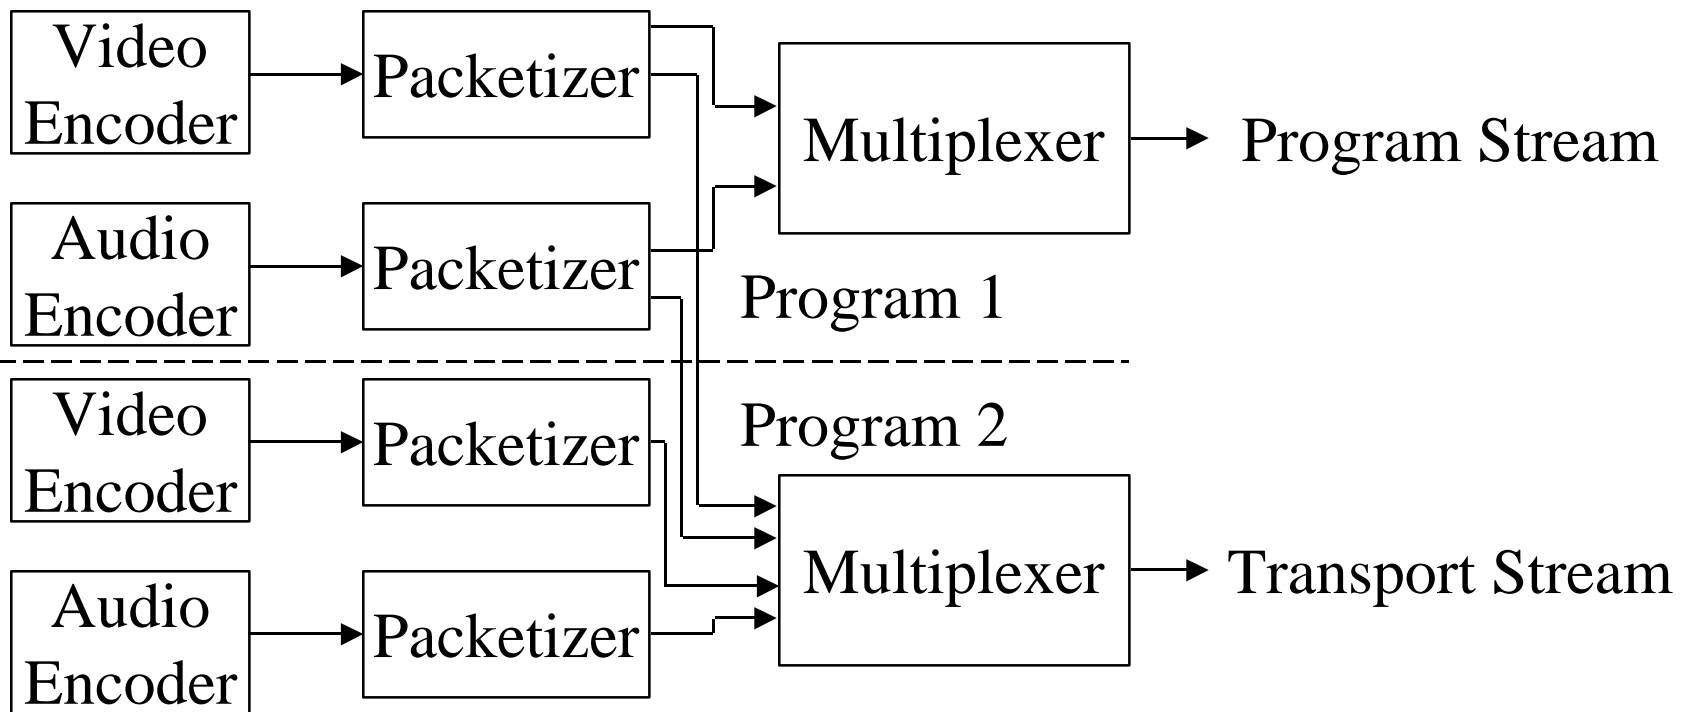 Video
Encoder
Packetizer
Multiplexer
Program Stream
Audio
Encoder
Packetizer
Program 1
Video
Encoder
Packetizer
Program 2
Multiplexer
Transport Stream
Audio
Encoder
Packetizer